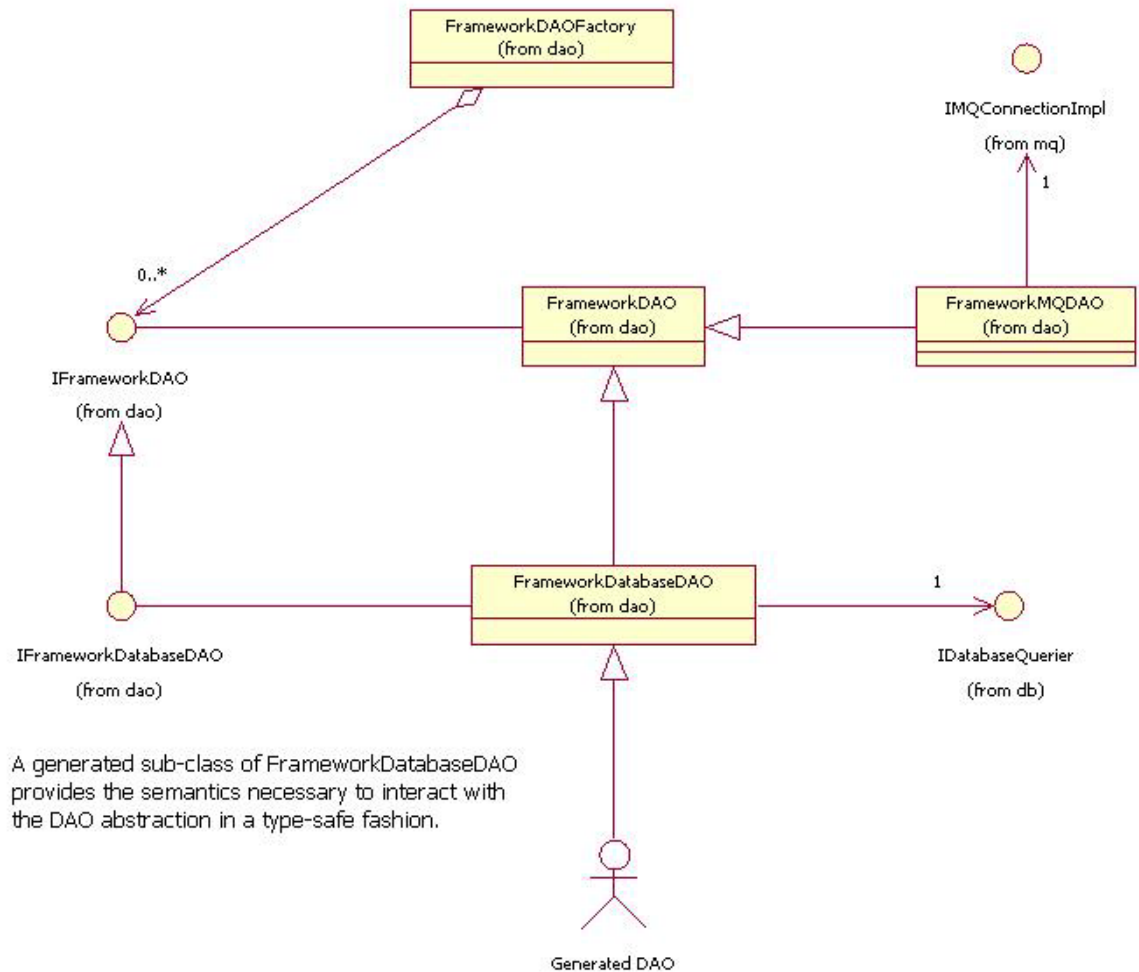 FrameworkDAOFactory
(from dao)
IMQConnectionImpl
(from mq)
1
0..*
FrameworkDAO
(from dao)
FrameworkMQDAO
(from dao)
IFrameworkDAO
(from dao)
FrameworkDatabaseDAO
(from dao)
1
IFrameworkDatabaseDAO
(from dao)
IDatabaseQuerier
(from db)
A generated sub-class of FrameworkDatabaseDAO
provides the semantics necessary to interact with
the DAO abstraction in a type-safe fashion.
Generated DAO